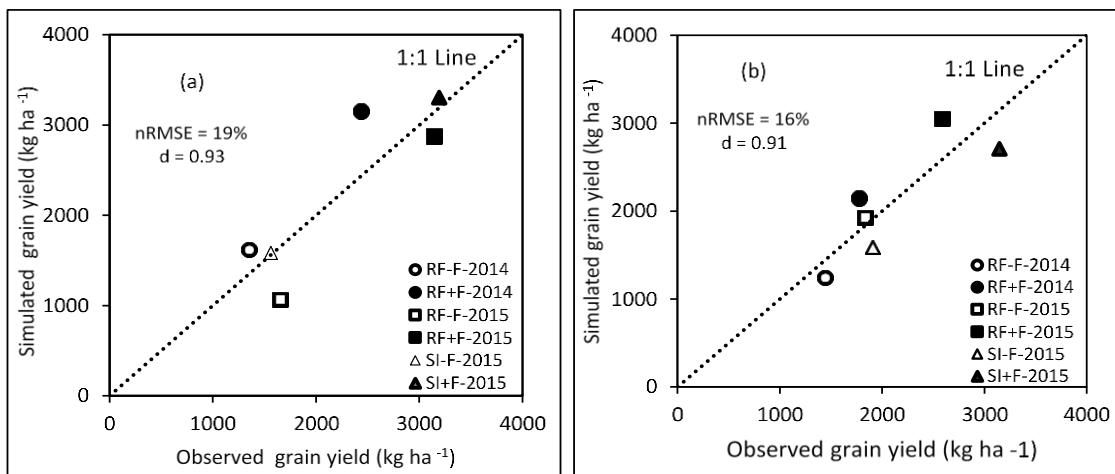 4000
3000
2000
1000
0
Simulated grain yield (kg ha -1)
(a)
1:1 Line
nRMSE = 19%
d = 0.93
RF-F-2014
RF+F-2014
RF-F-2015
RF+F-2015
SI-F-2015
SI+F-2015
0 1000 2000 3000 4000
Observed grain yield (kg ha -1)
4000
3000
2000
1000
0
Simulated grain yield (kg ha -1)
(b)
1:1 Line
nRMSE = 16%
d = 0.91
RF-F-2014
RF+F-2014
RF-F-2015
RF+F-2015
SI-F-2015
SI+F-2015
0 1000 2000 3000 4000
Observed grain yield (kg ha -1)